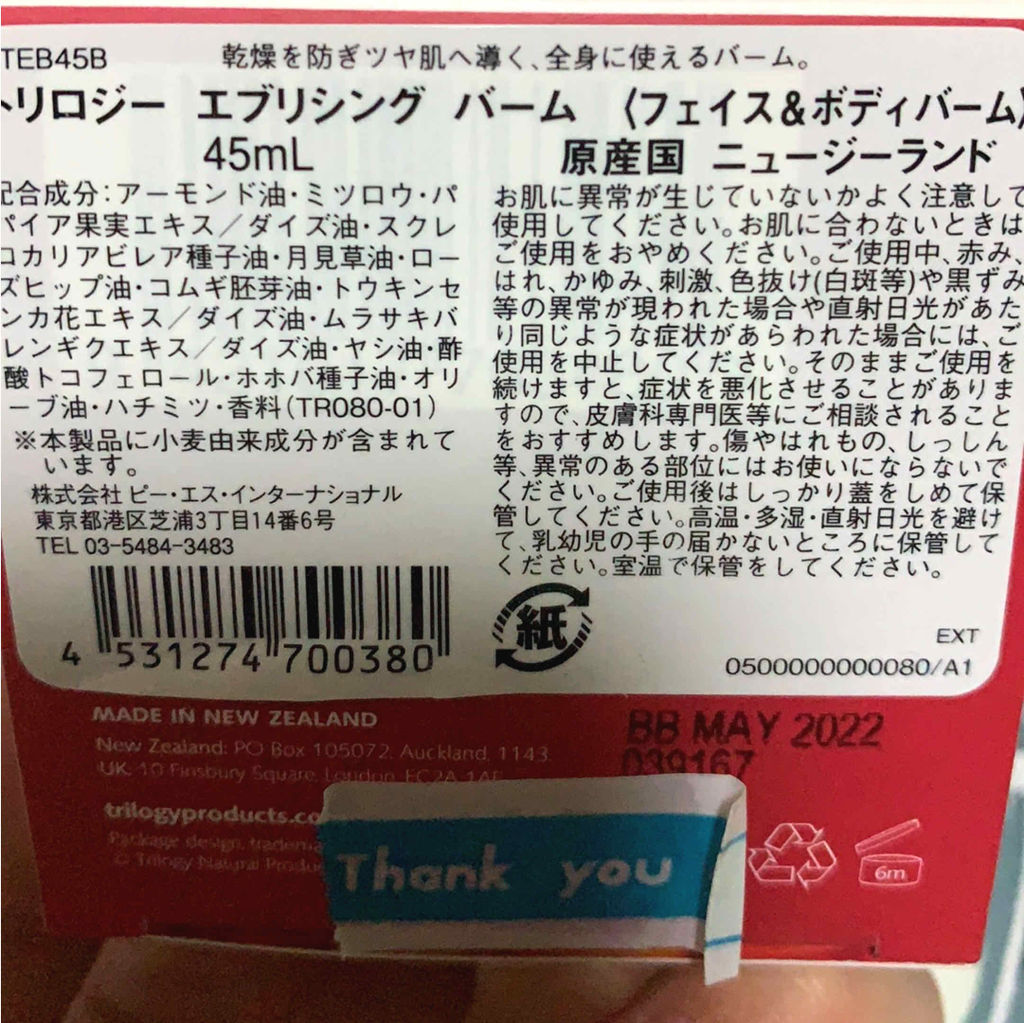 TEB45B 乾燥を防ぎツヤ肌へ導く、全身に使えるバーム。
トリロジー エブリシング バーム 〈フェイス&ボディバーム〉
45mL 原産国 ニュージーランド
配合成分:アーモンド油・ミツロウ・パ
パイア果実エキス/ダイズ油・スクレ
ロカリアビレア種子油・月見草油・ロー
ズヒップ油・コムギ胚芽油・トウキンセ
ンカ花エキス/ダイズ油・ムラサキバ
レンギクエキス/ダイズ油・ヤシ油・酢
酸トコフェロール・ホホバ種子油・オリ
ーブ油・ハチミツ・香料(TR080-01)
※本製品に小麦由来成分が含まれて
います。
株式会社 ピー・エス・インターナショナル
東京都港区芝浦3丁目14番6号
TEL 03-5484-3483
4 531274 700380
お肌に異常が生じていないかよく注意して
使用してください。お肌に合わないときは
ご使用をおやめください。ご使用中、赤み、
はれ、かゆみ、刺激、色抜け(白斑等)や黒ずみ
等の異常が現われた場合や直射日光があた
り同じような症状があらわれた場合には、ご
使用を中止してください。そのままご使用を
続けますと、症状を悪化させることがありま
すので、皮膚科専門医等にご相談されること
をおすすめします。傷やはれもの、しっしん
等、異常のある部位にはお使いにならないで
ください。ご使用後はしっかり蓋をしめて保
管してください。高温・多湿・直射日光を避け
て、乳幼児の手の届かないところに保管して
ください。室温で保管をしてください。
紙
EXT
0500000000080/A1
MADE IN NEW ZEALAND
New Zealand: PO Box 105072, Auckland, 1143.
UK: 10 Finsbury Square, London, EC2A 1AF
trilogyproducts.co
Package design, tradema
© Trilogy Natural Produ
BB MAY 2022
039167
Thank you
6m